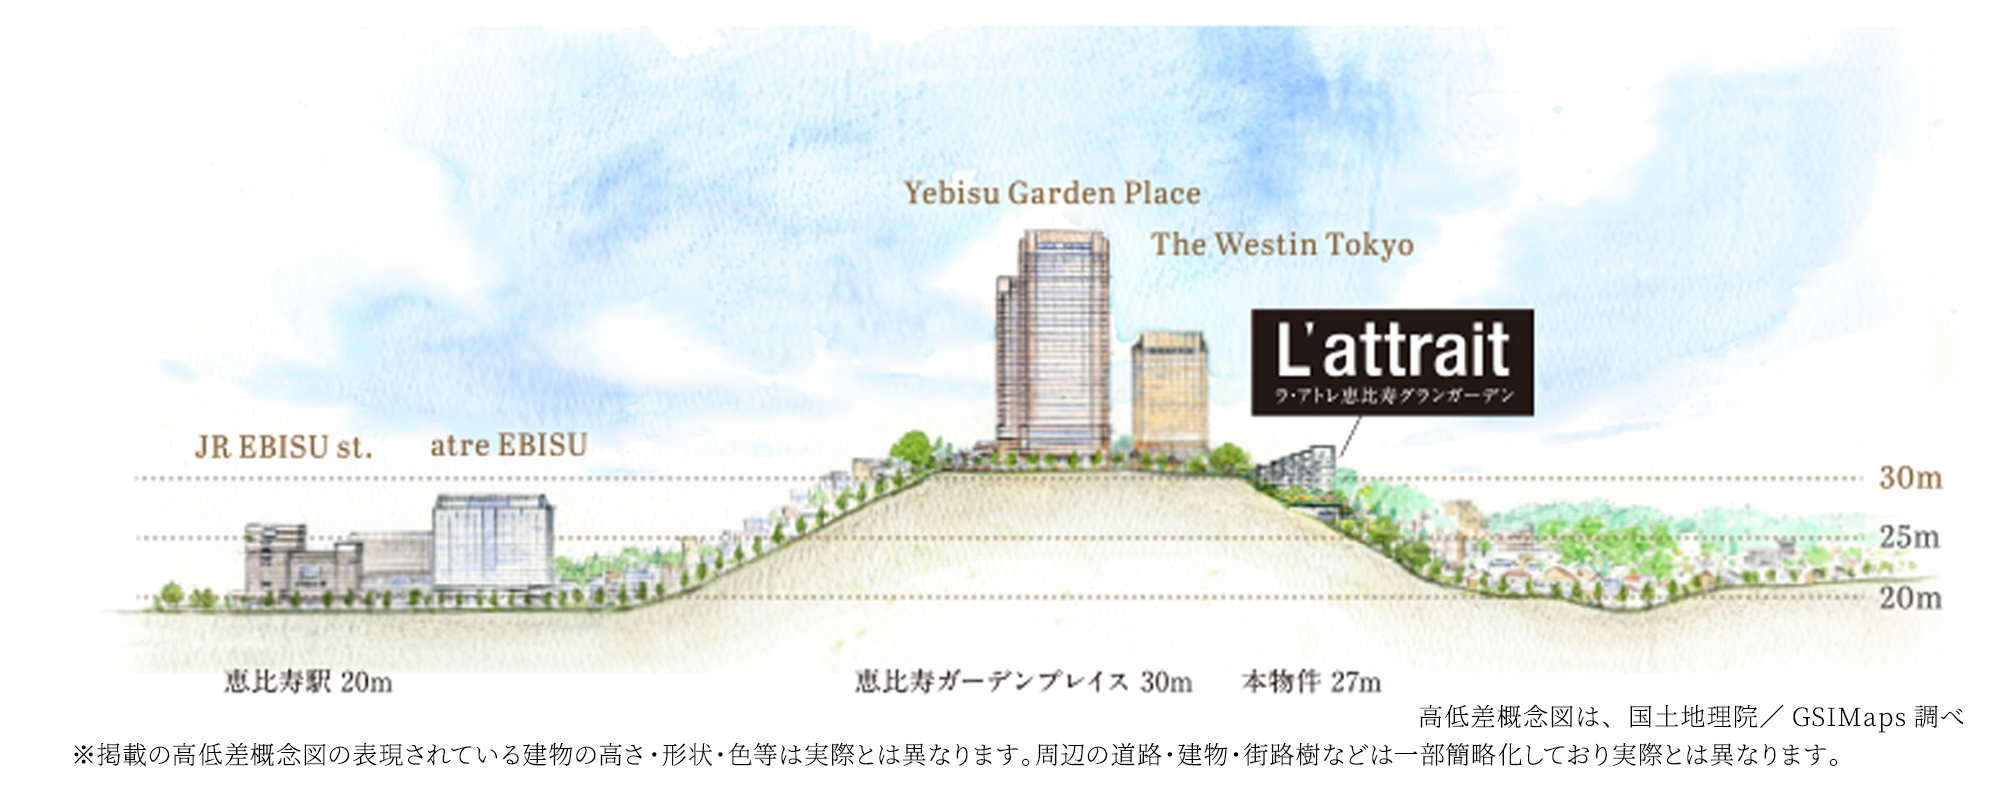 Yebisu Garden Place
The Westin Tokyo
L'attrait
ラ・アトレ恵比寿グランガーデン
JR EBISU st.
atre EBISU
30m
25m
20m
恵比寿駅 20m
恵比寿ガーデンプレイス 30m
本物件 27m
高低差概念図は、国土地理院／GSIMaps 調べ
※掲載の高低差概念図の表現されている建物の高さ・形状・色等は実際とは異なります。周辺の道路・建物・街路樹などは一部簡略化しており実際とは異なります。